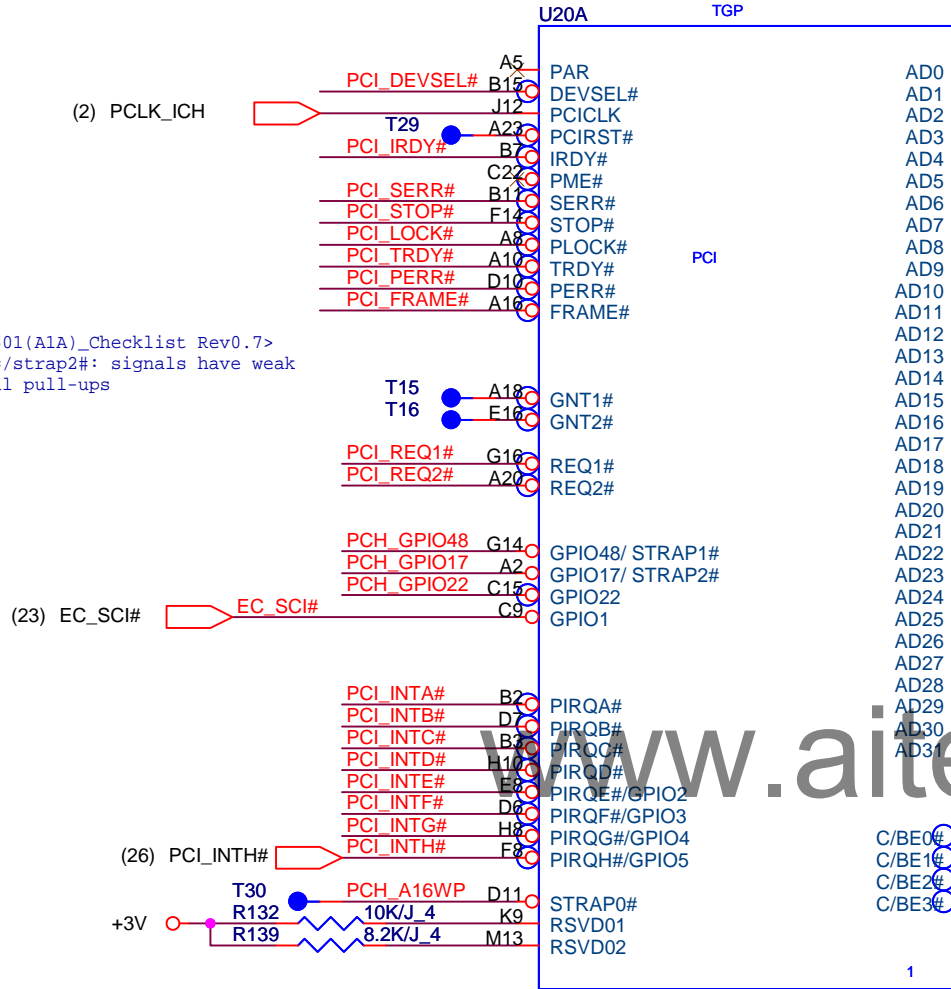 U20A TGP
A5 PAR AD0
PCI_DEVSEL# B15 DEVSEL# AD1
(2) PCLK_ICH J12 PCICLK AD2
T29 A23 PCIRST# AD3
PCI_IRDY# B7 IRDY# AD4
C22 PME# AD5
PCI_SERR# B11 SERR# AD6
PCI_STOP# F14 STOP# AD7
PCI_LOCK# A8 PLOCK# AD8
PCI_TRDY# A10 TRDY# PCI AD9
PCI_PERR# D10 PERR# AD10
PCI_FRAME# A16 FRAME# AD11
01(A1A)_Checklist Rev0.7> AD12
/strap2#: signals have weak AD13
l pull-ups AD14
T15 A18 GNT1# AD15
T16 E16 GNT2# AD16
AD17
PCI_REQ1# G16 REQ1# AD18
PCI_REQ2# A20 REQ2# AD19
AD20
AD21
PCH_GPIO48 G14 GPIO48/ STRAP1# AD22
PCH_GPIO17 A2 GPIO17/ STRAP2# AD23
PCH_GPIO22 C15 GPIO22 AD24
(23) EC_SCI# EC_SCI# C9 GPIO1 AD25
AD26
AD27
AD28
PCI_INTA# B2 PIRQA# AD29
PCI_INTB# D7 PIRQB# AD30
PCI_INTC# B3 PIRQC# AD31
PCI_INTD# H10 PIRQD#
www.aite
PCI_INTE# E8 PIRQE#/GPIO2
PCI_INTF# D6 PIRQF#/GPIO3
PCI_INTG# H8 PIRQG#/GPIO4 C/BE0#
(26) PCI_INTH# PCI_INTH# F8 PIRQH#/GPIO5 C/BE1#
C/BE2#
T30 PCH_A16WP D11 STRAP0# C/BE3#
+3V R132 10K/J_4 K9 RSVD01
R139 8.2K/J_4 M13 RSVD02
1